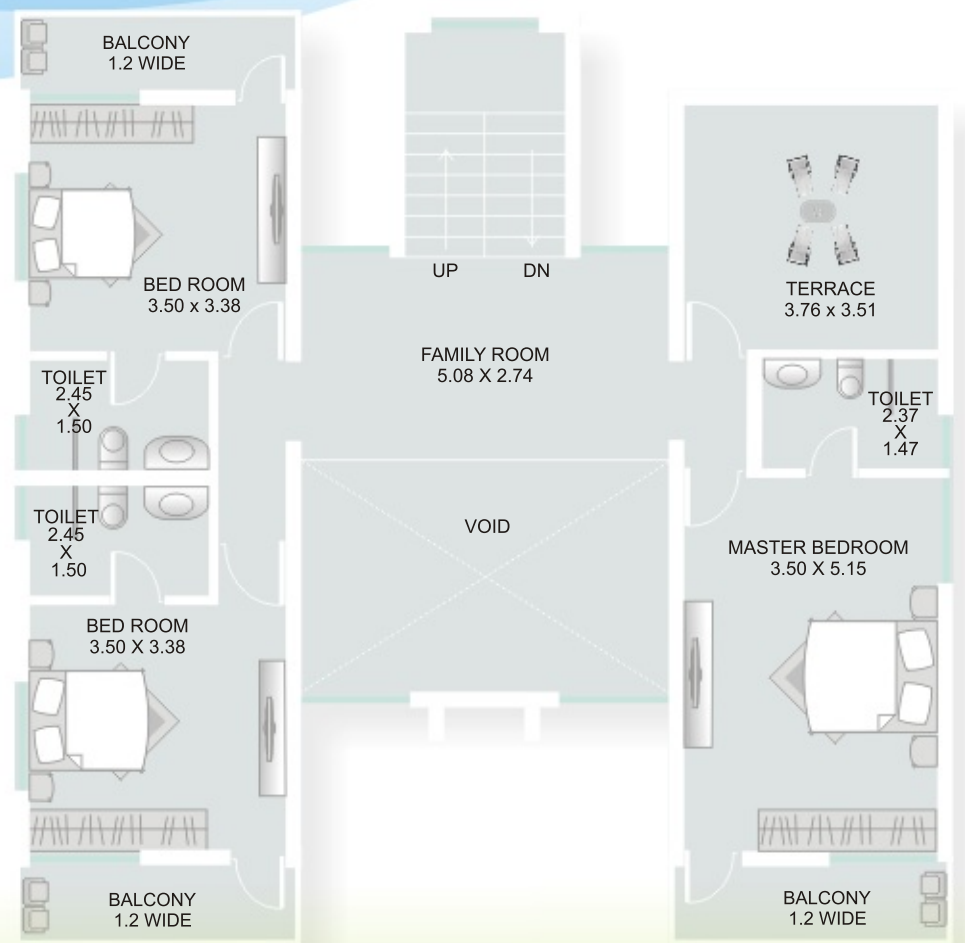 BALCONY
1.2 WIDE
BED ROOM
3.50 x 3.38
UP
DN
TERRACE
3.76 x 3.51
FAMILY ROOM
5.08 X 2.74
TOILET
2.45
X
1.50
TOILET
2.37
X
1.47
TOILET
2.45
X
1.50
VOID
MASTER BEDROOM
3.50 X 5.15
BED ROOM
3.50 X 3.38
BALCONY
1.2 WIDE
BALCONY
1.2 WIDE